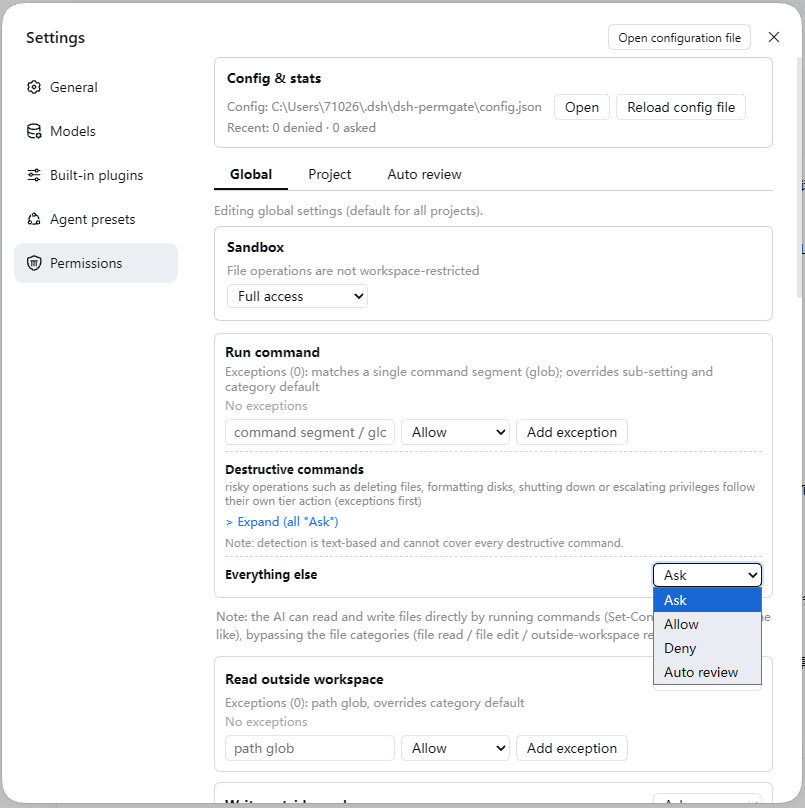 Settings
Open configuration file
General
Models
Built-in plugins
Agent presets
Permissions
Config & stats
Config: C:\Users\71026\.dsh\dsh-permgate\config.json
Open
Reload config file
Recent: 0 denied · 0 asked
Global
Project
Auto review
Editing global settings (default for all projects).
Sandbox
File operations are not workspace-restricted
Full access
Run command
Exceptions (0): matches a single command segment (glob); overrides sub-setting and
category default
No exceptions
command segment / glo
Allow
Add exception
Destructive commands
risky operations such as deleting files, formatting disks, shutting down or escalating privileges follow
their own tier action (exceptions first)
> Expand (all "Ask")
Note: detection is text-based and cannot cover every destructive command.
Everything else
Ask
Ask
Allow
Deny
Auto review
Note: the AI can read and write files directly by running commands (Set-Con
like), bypassing the file categories (file read / file edit / outside-workspace re
Read outside workspace
Exceptions (0): path glob, overrides category default
No exceptions
path glob
Allow
Add exception